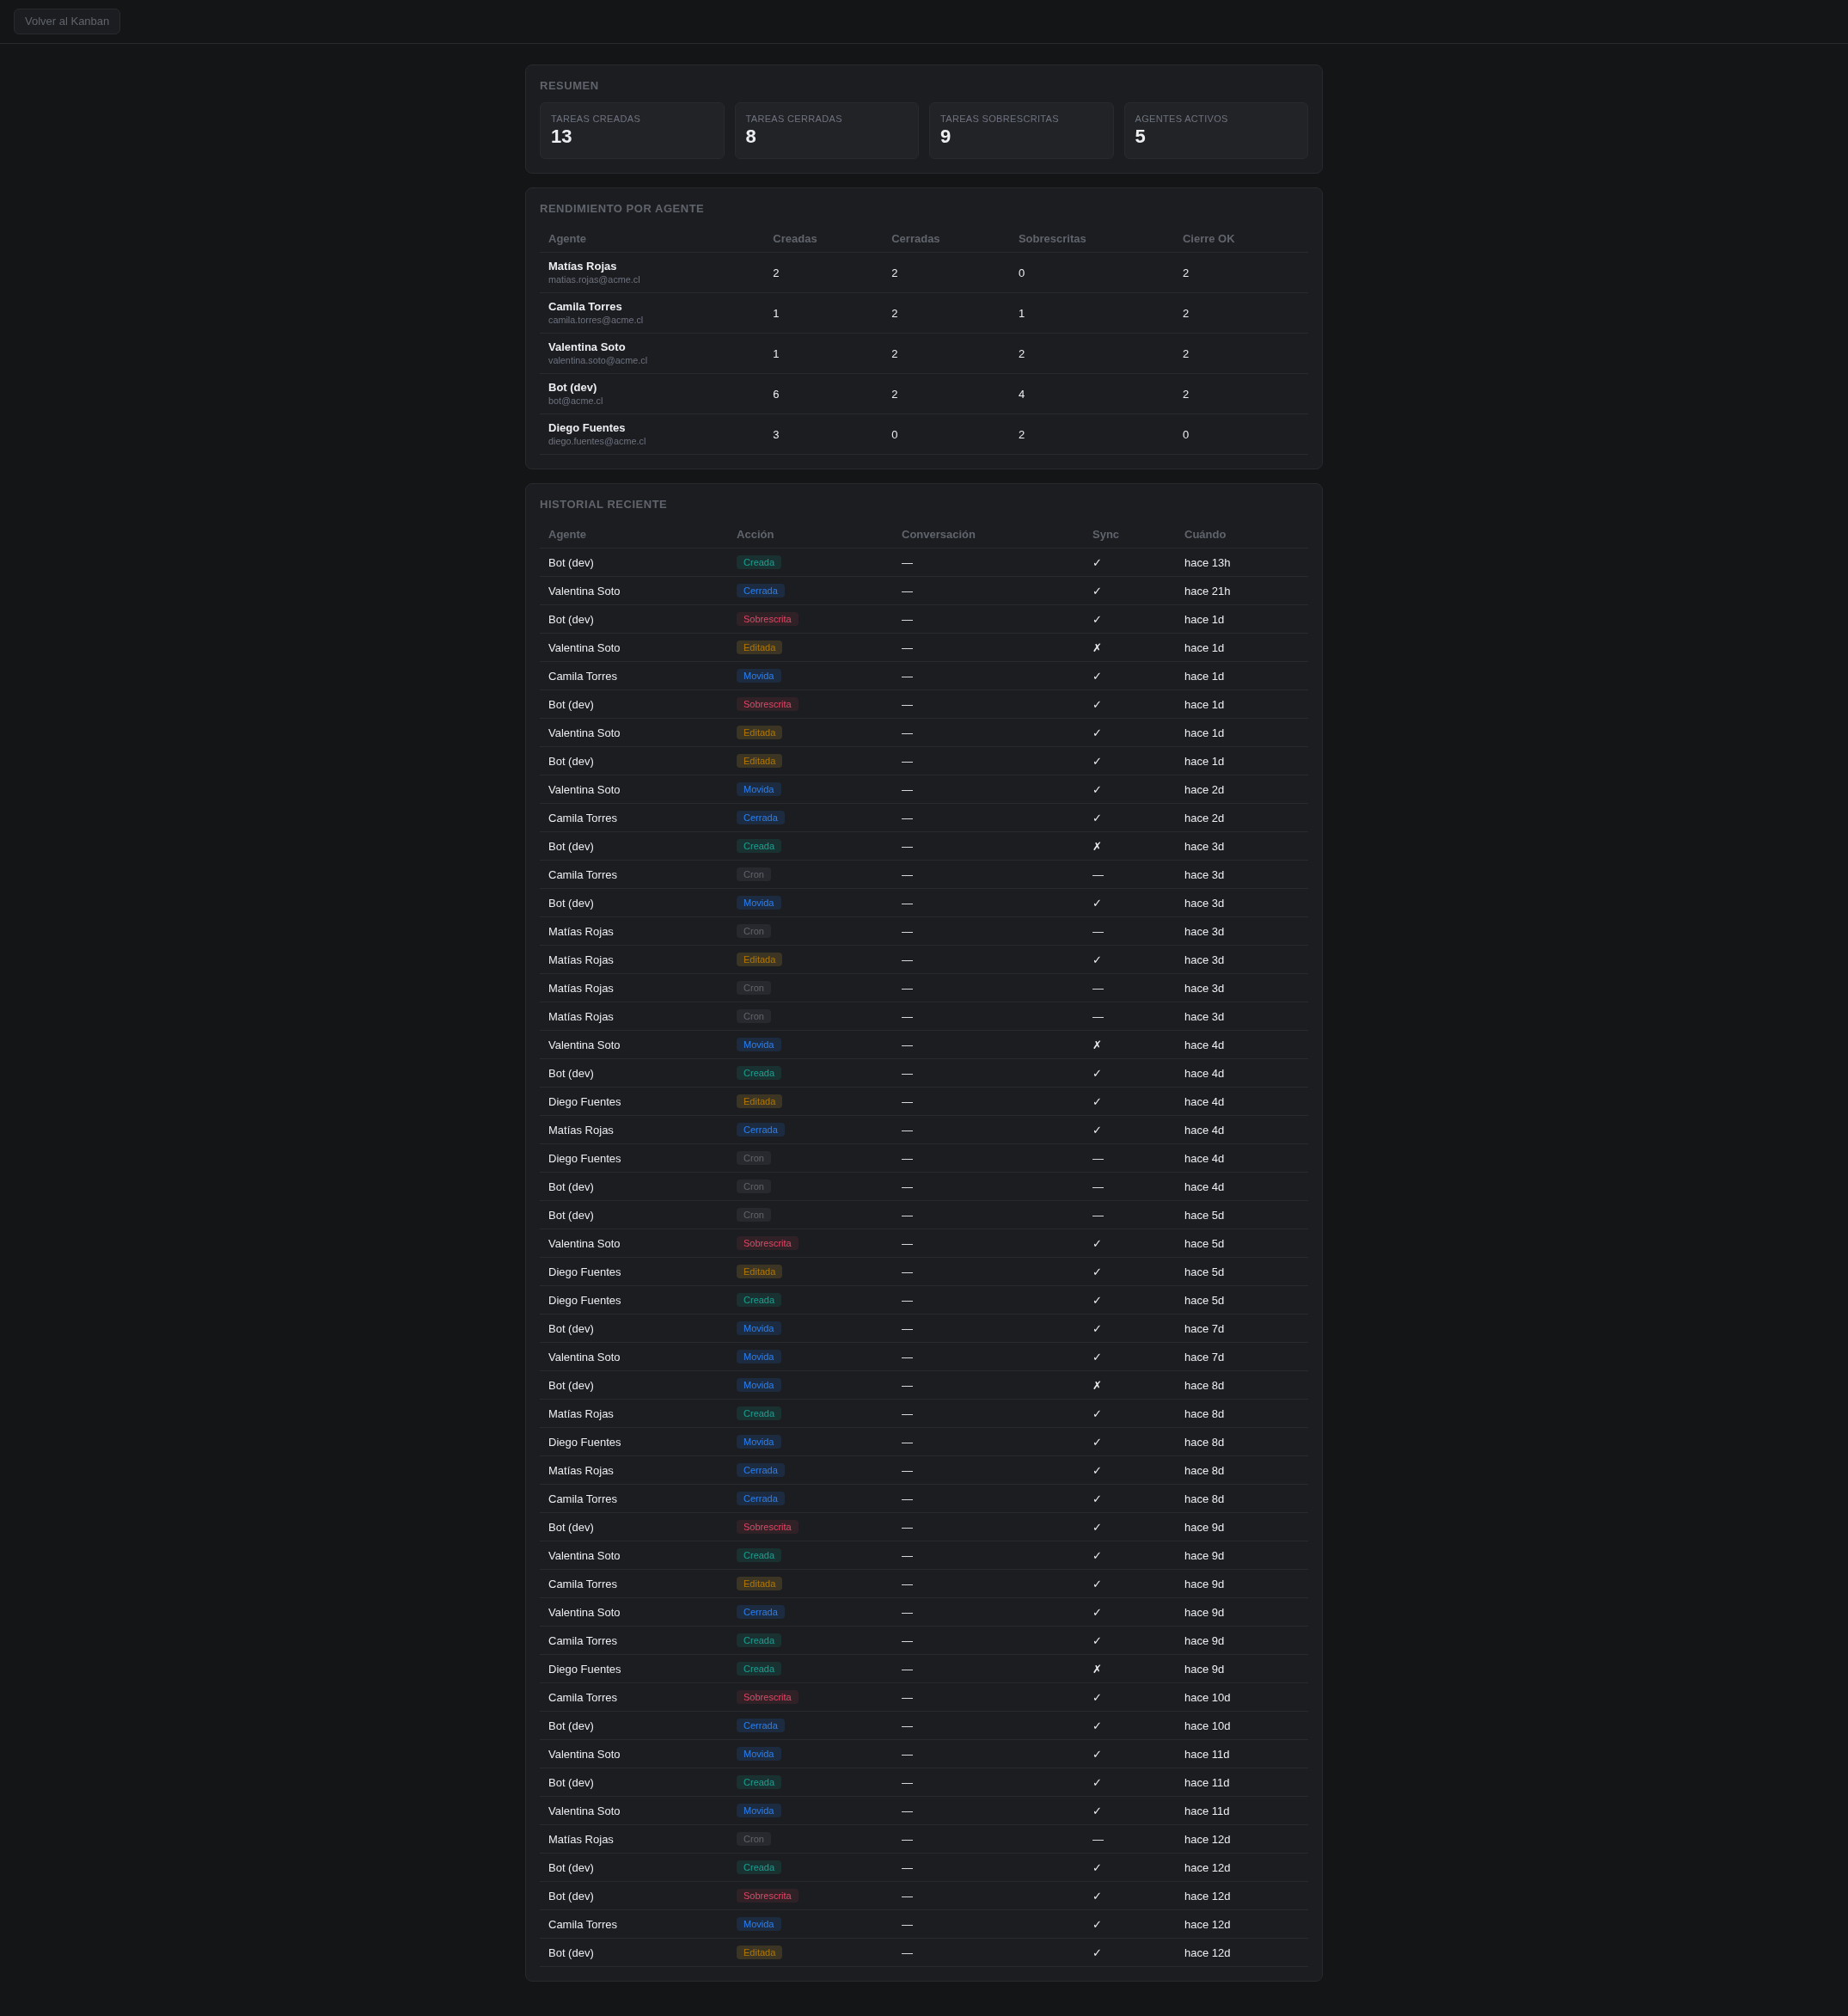 Volver al Kanban
RESUMEN
TAREAS CREADAS TAREAS CERRADAS TAREAS SOBRESCRITAS AGENTES ACTIVOS
13 8 9 5
RENDIMIENTO POR AGENTE
Agente Creadas Cerradas Sobrescritas Cierre OK
Matías Rojas 2 2 0 2
matias.rojas@acme.cl
Camila Torres 1 2 1 2
camila.torres@acme.cl
Valentina Soto 1 2 2 2
valentina.soto@acme.cl
Bot (dev) 6 2 4 2
bot@acme.cl
Diego Fuentes 3 0 2 0
diego.fuentes@acme.cl
HISTORIAL RECIENTE
Agente Acción Conversación Sync Cuándo
Bot (dev) Creada — ✓ hace 13h
Valentina Soto Cerrada — ✓ hace 21h
Bot (dev) Sobrescrita — ✓ hace 1d
Valentina Soto Editada — ✗ hace 1d
Camila Torres Movida — ✓ hace 1d
Bot (dev) Sobrescrita — ✓ hace 1d
Valentina Soto Editada — ✓ hace 1d
Bot (dev) Editada — ✓ hace 1d
Valentina Soto Movida — ✓ hace 2d
Camila Torres Cerrada — ✓ hace 2d
Bot (dev) Creada — ✗ hace 3d
Camila Torres Cron — — hace 3d
Bot (dev) Movida — ✓ hace 3d
Matías Rojas Cron — — hace 3d
Matías Rojas Editada — ✓ hace 3d
Matías Rojas Cron — — hace 3d
Matías Rojas Cron — — hace 3d
Valentina Soto Movida — ✗ hace 4d
Bot (dev) Creada — ✓ hace 4d
Diego Fuentes Editada — ✓ hace 4d
Matías Rojas Cerrada — ✓ hace 4d
Diego Fuentes Cron — — hace 4d
Bot (dev) Cron — — hace 4d
Bot (dev) Cron — — hace 5d
Valentina Soto Sobrescrita — ✓ hace 5d
Diego Fuentes Editada — ✓ hace 5d
Diego Fuentes Creada — ✓ hace 5d
Bot (dev) Movida — ✓ hace 7d
Valentina Soto Movida — ✓ hace 7d
Bot (dev) Movida — ✗ hace 8d
Matías Rojas Creada — ✓ hace 8d
Diego Fuentes Movida — ✓ hace 8d
Matías Rojas Cerrada — ✓ hace 8d
Camila Torres Cerrada — ✓ hace 8d
Bot (dev) Sobrescrita — ✓ hace 9d
Valentina Soto Creada — ✓ hace 9d
Camila Torres Editada — ✓ hace 9d
Valentina Soto Cerrada — ✓ hace 9d
Camila Torres Creada — ✓ hace 9d
Diego Fuentes Creada — ✗ hace 9d
Camila Torres Sobrescrita — ✓ hace 10d
Bot (dev) Cerrada — ✓ hace 10d
Valentina Soto Movida — ✓ hace 11d
Bot (dev) Creada — ✓ hace 11d
Valentina Soto Movida — ✓ hace 11d
Matías Rojas Cron — — hace 12d
Bot (dev) Creada — ✓ hace 12d
Bot (dev) Sobrescrita — ✓ hace 12d
Camila Torres Movida — ✓ hace 12d
Bot (dev) Editada — ✓ hace 12d